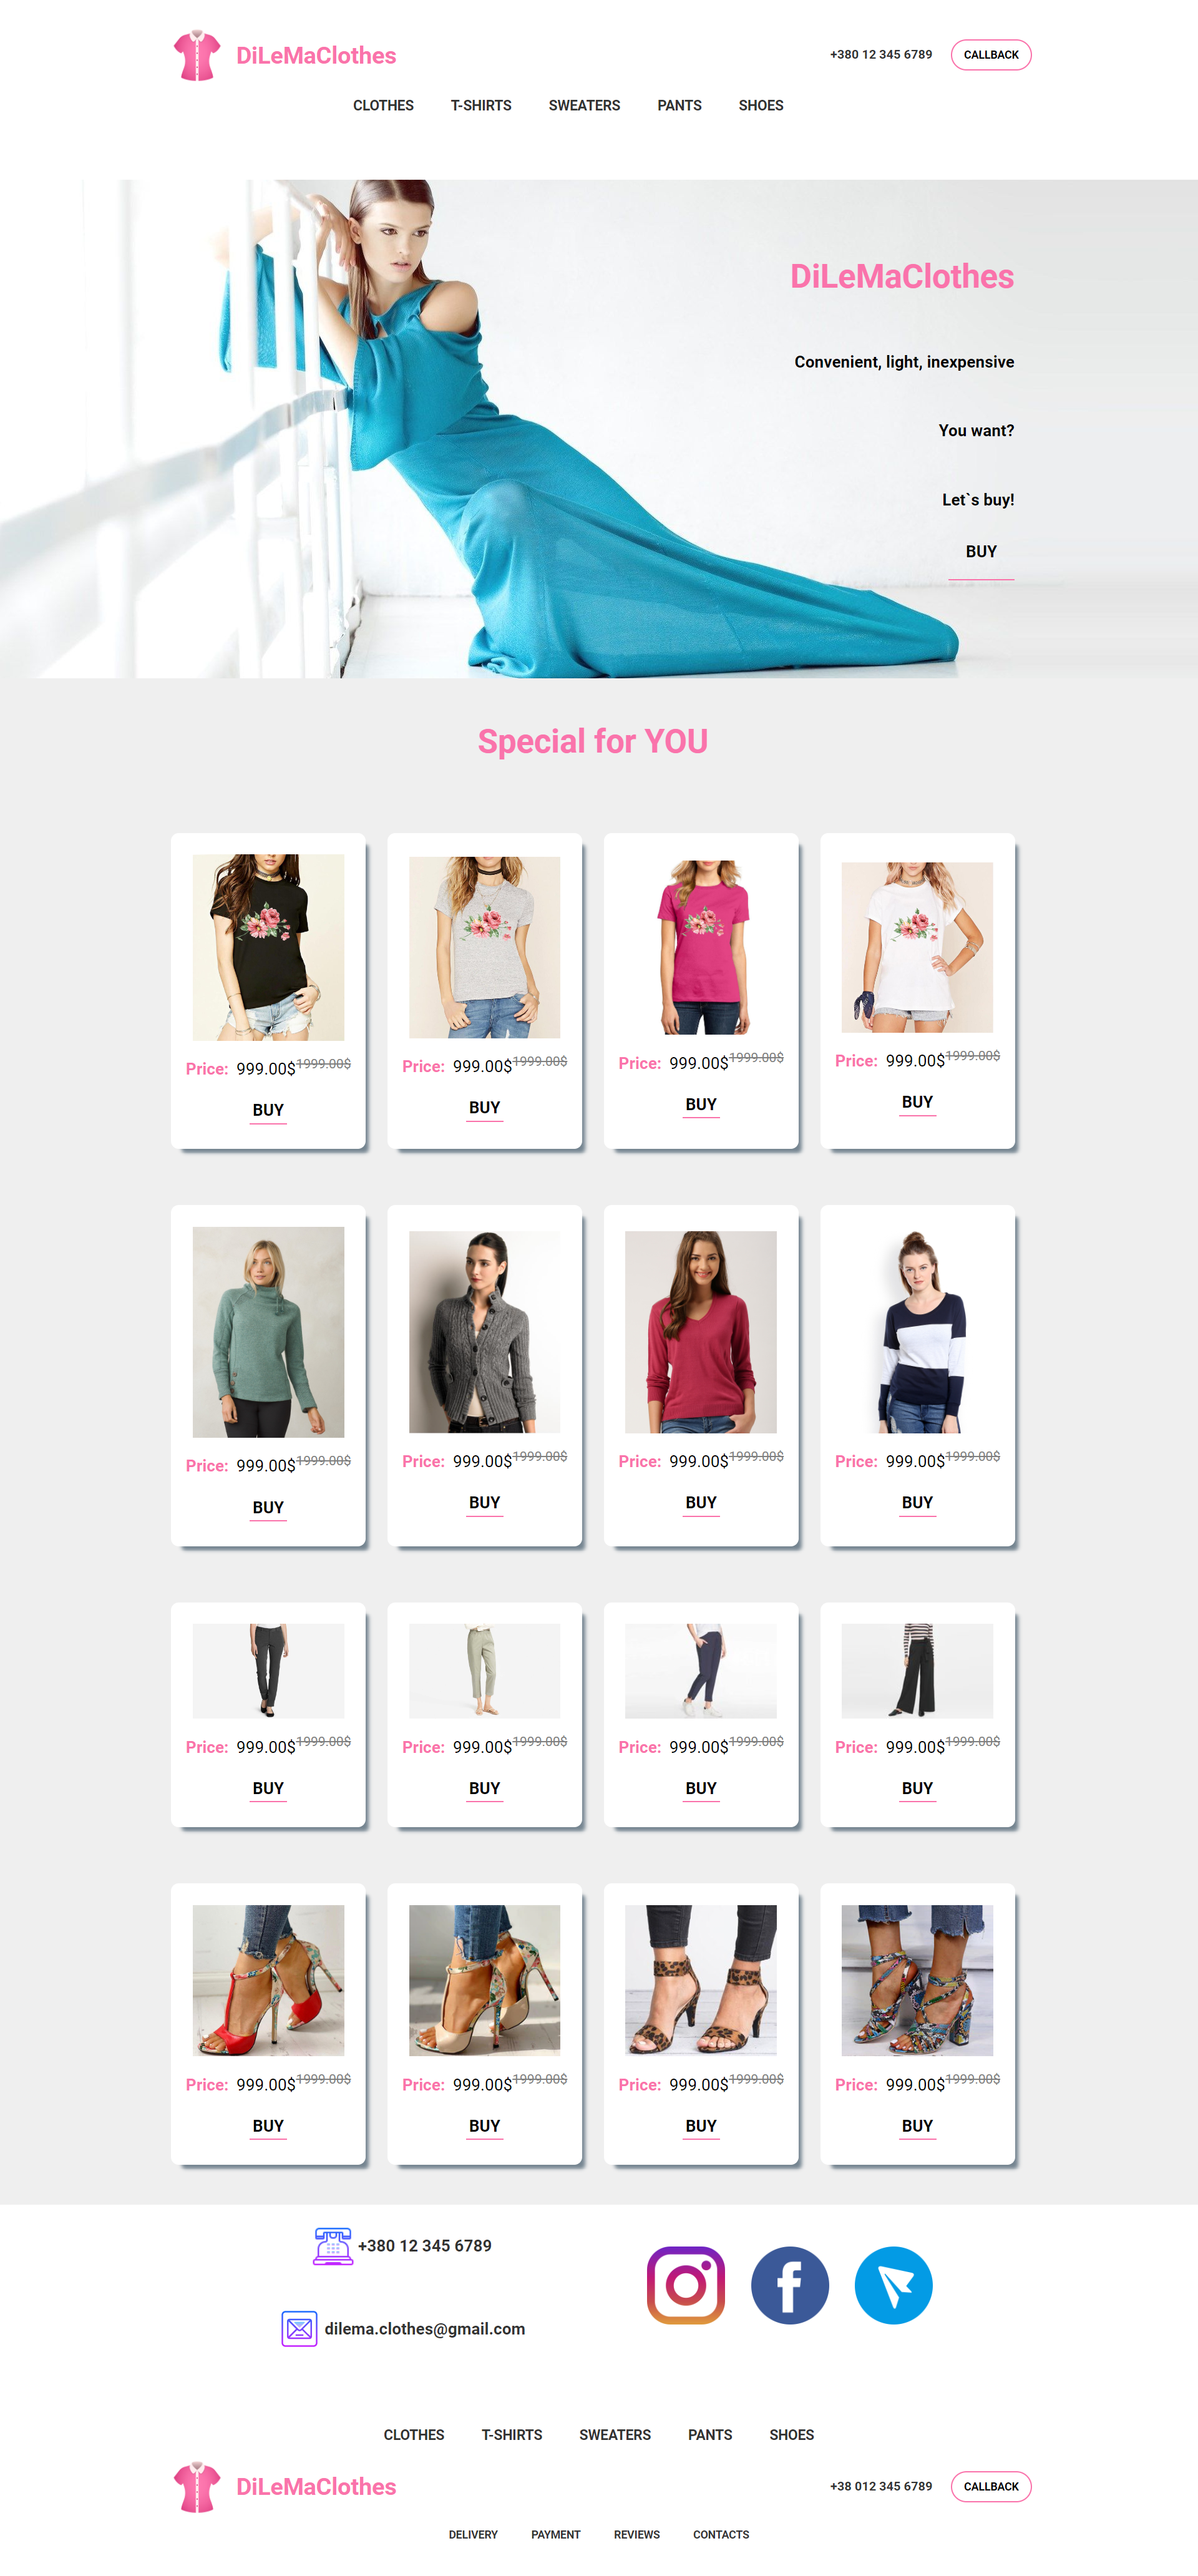 DiLeMaClothes
+380 12 345 6789
CALLBACK
CLOTHES T-SHIRTS SWEATERS PANTS SHOES
DiLeMaClothes
Convenient, light, inexpensive
You want?
Let`s buy!
BUY
Special for YOU
Price: 999.00$ 1999.00$
BUY
Price: 999.00$ 1999.00$
BUY
Price: 999.00$ 1999.00$
BUY
Price: 999.00$ 1999.00$
BUY
Price: 999.00$ 1999.00$
BUY
Price: 999.00$ 1999.00$
BUY
Price: 999.00$ 1999.00$
BUY
Price: 999.00$ 1999.00$
BUY
Price: 999.00$ 1999.00$
BUY
Price: 999.00$ 1999.00$
BUY
Price: 999.00$ 1999.00$
BUY
Price: 999.00$ 1999.00$
BUY
Price: 999.00$ 1999.00$
BUY
Price: 999.00$ 1999.00$
BUY
Price: 999.00$ 1999.00$
BUY
Price: 999.00$ 1999.00$
BUY
+380 12 345 6789
dilema.clothes@gmail.com
CLOTHES T-SHIRTS SWEATERS PANTS SHOES
DiLeMaClothes
+38 012 345 6789
CALLBACK
DELIVERY PAYMENT REVIEWS CONTACTS